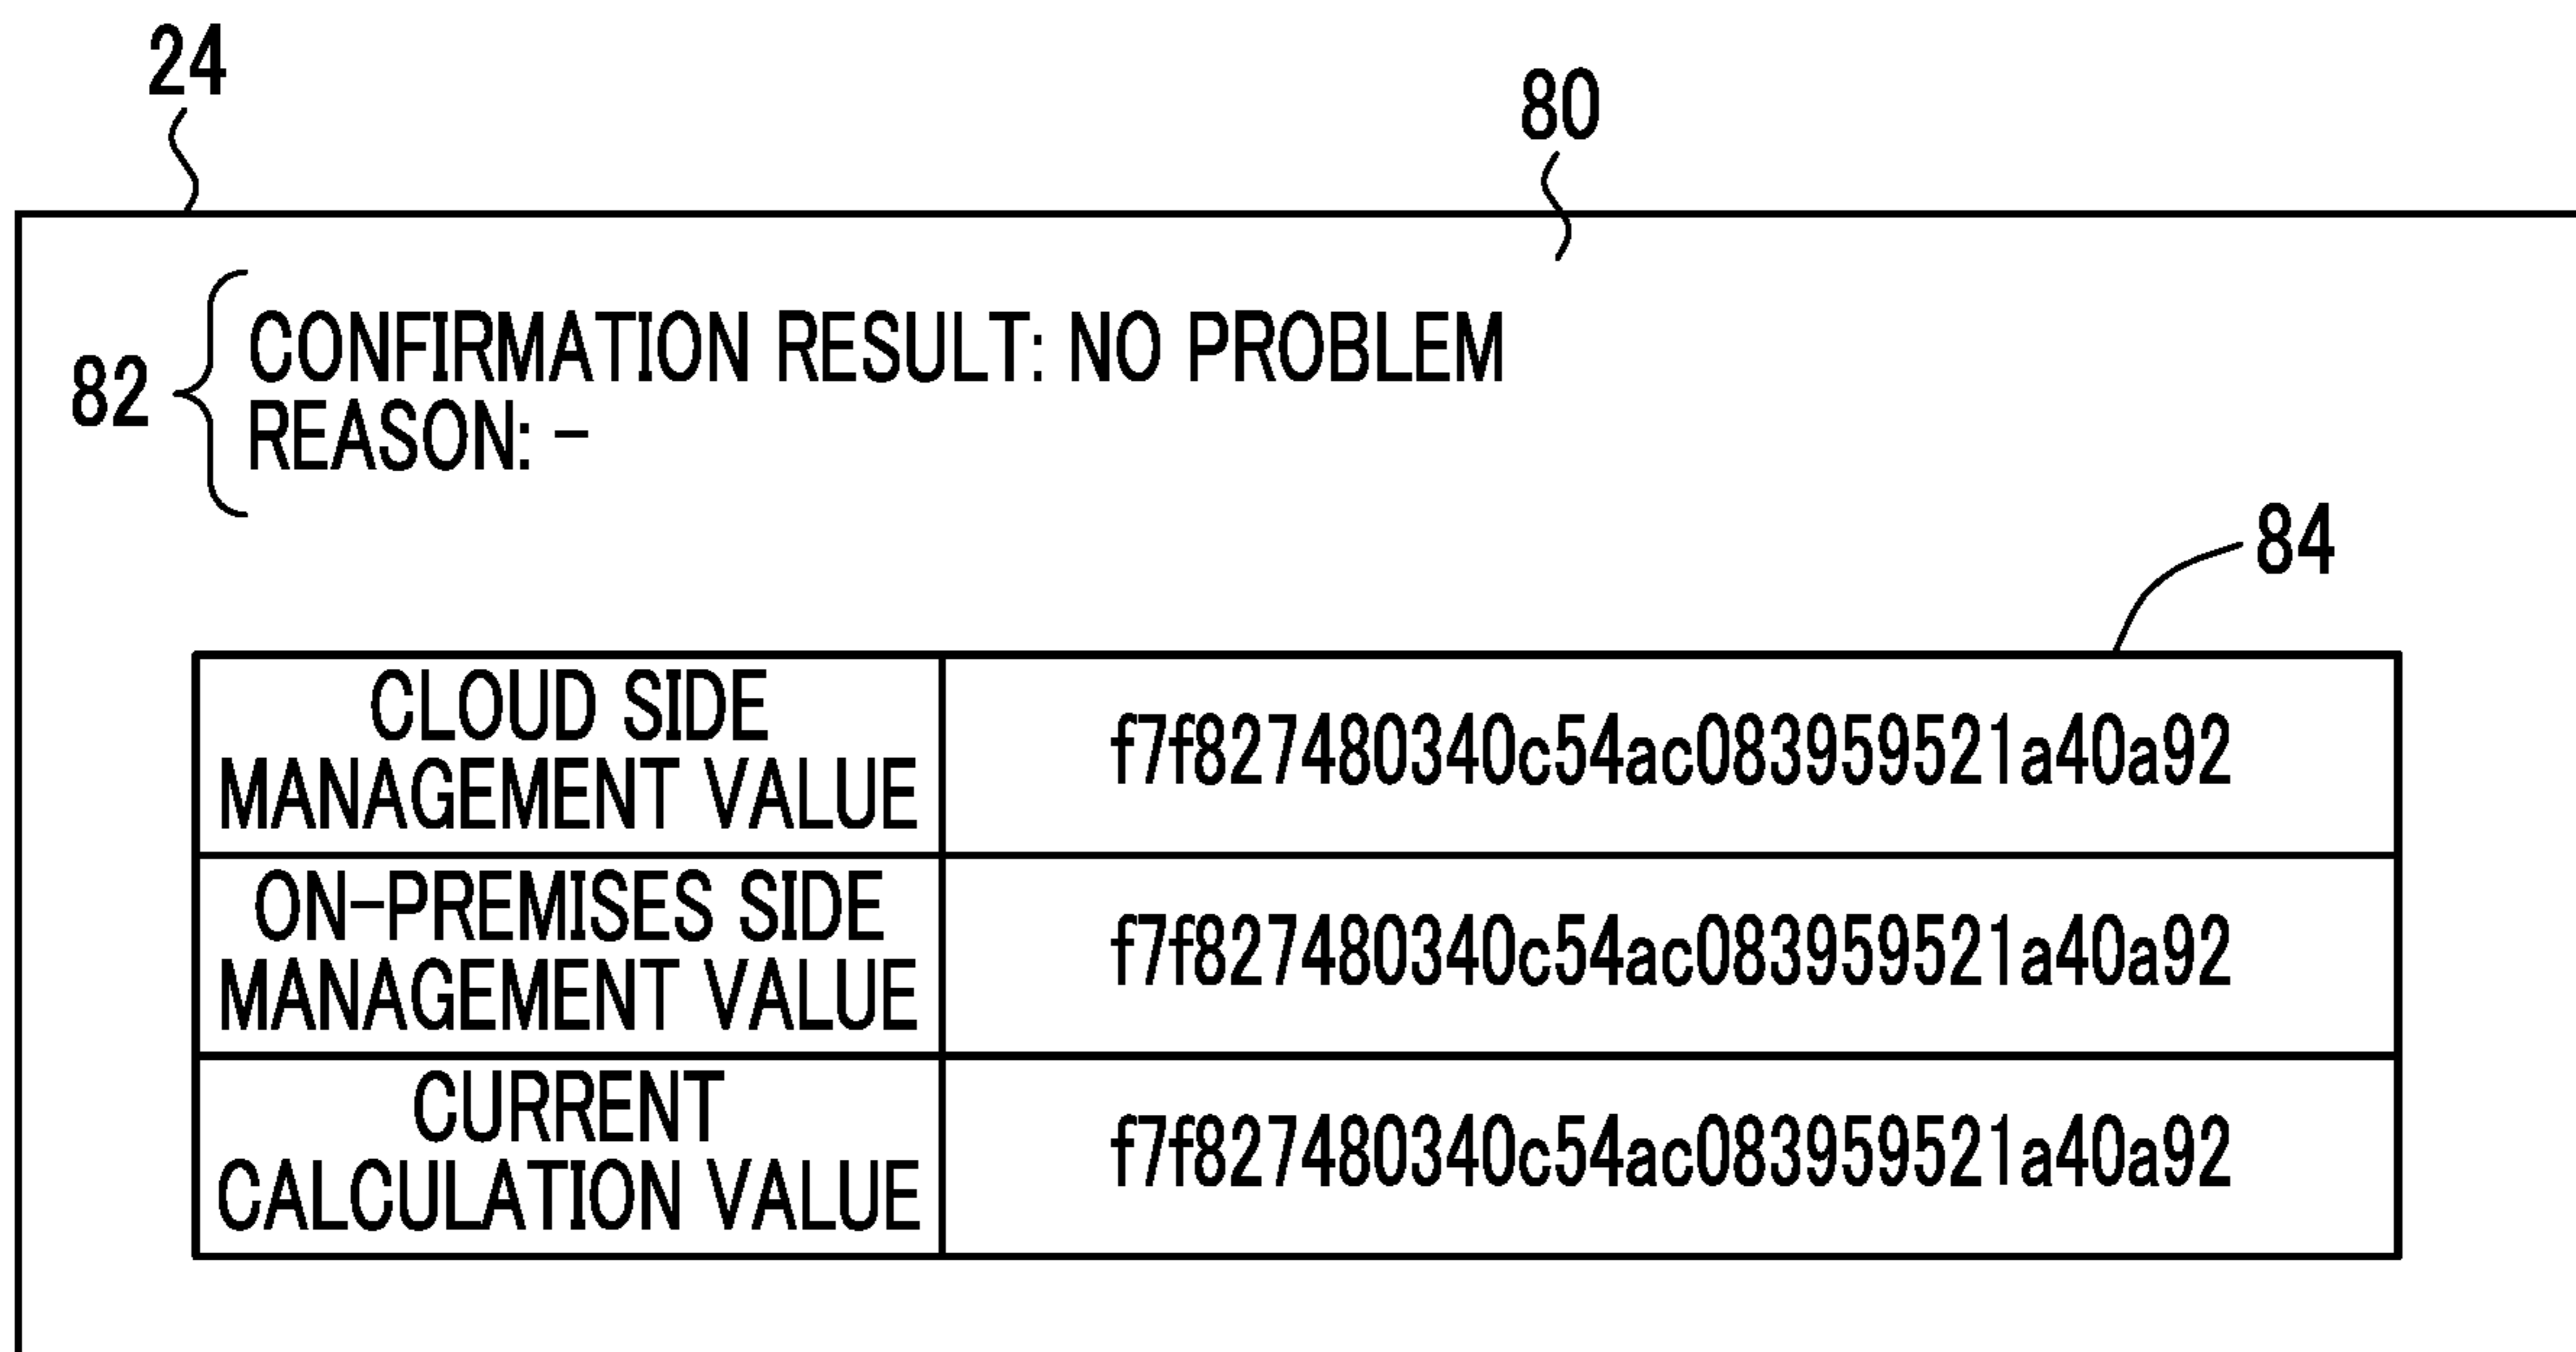 24
80
82
CONFIRMATION RESULT: NO PROBLEM
REASON: -
84
CLOUD SIDE
MANAGEMENT VALUE
f7f827480340c54ac083959521a40a92
ON-PREMISES SIDE
MANAGEMENT VALUE
f7f827480340c54ac083959521a40a92
CURRENT
CALCULATION VALUE
f7f827480340c54ac083959521a40a92